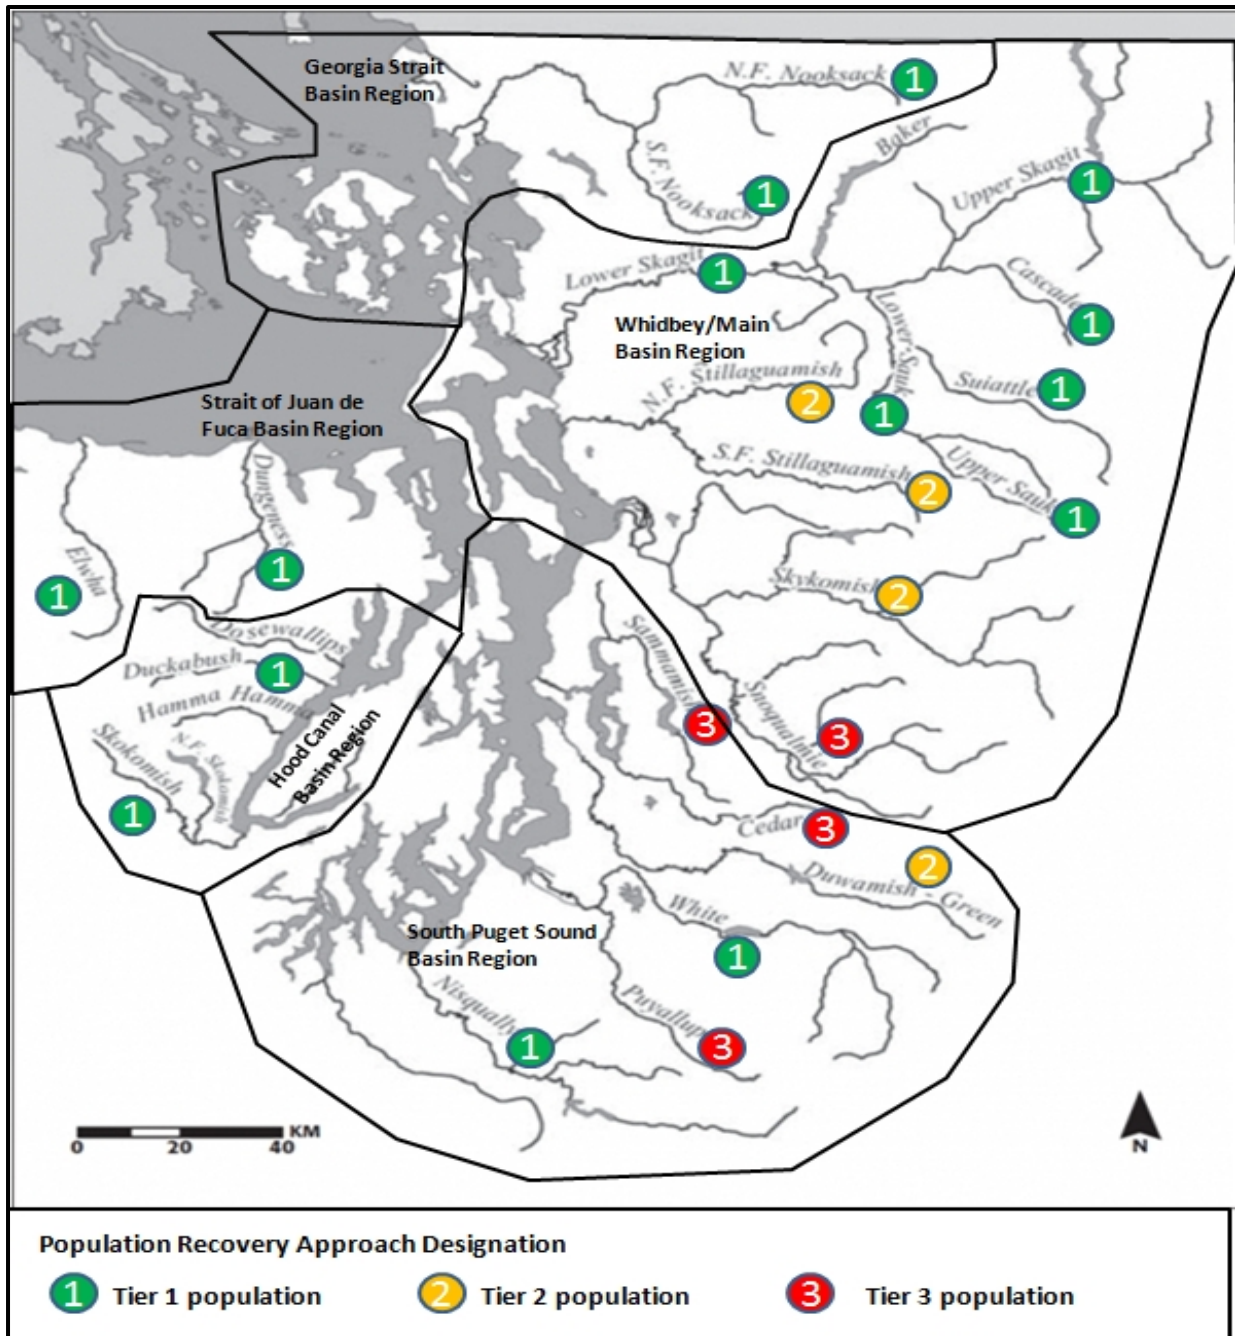 Georgia Strait
Basin Region
N.F. Nooksack
1
S.F. Nooksack
1
Baker
Upper Skagit
1
Lower Skagit
1
Cascade
1
Whidbey/Main
Basin Region
Lower Sauk
1
Suiattle
1
N.F. Stillaguamish
2
Strait of Juan de
Fuca Basin Region
S.F. Stillaguamish
2
Upper Sauk
1
Dungeness
1
Elwha
1
Skykomish
2
Dosewallips
Duckabush
1
Hamma Hamma
Sammamish
3
Snoqualmie
3
Hood Canal
Basin Region
Skokomish
1
N.F. Skokomish
Cedar
3
Duwamish - Green
2
White
1
South Puget Sound
Basin Region
Nisqually
1
Puyallup
3
KM
0 20 40
N
Population Recovery Approach Designation
1 Tier 1 population 2 Tier 2 population 3 Tier 3 population